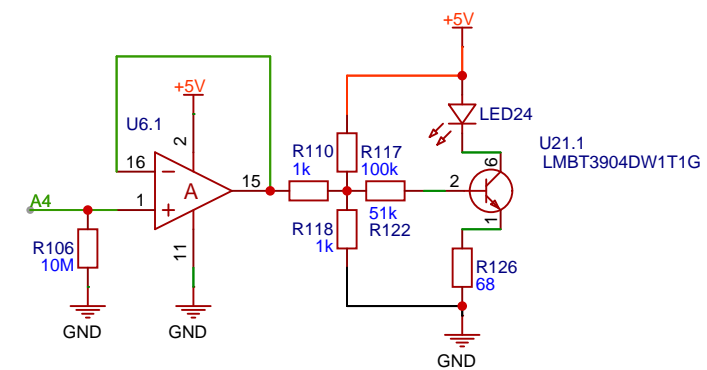 +5V
+5V
U6.1
2
16
A4
1
A
15
11
R106
10M
GND
GND
R110
1k
R117
100k
R118
1k
51k
R122
2
LED24
6
U21.1
LMBT3904DW1T1G
1
R126
68
GND